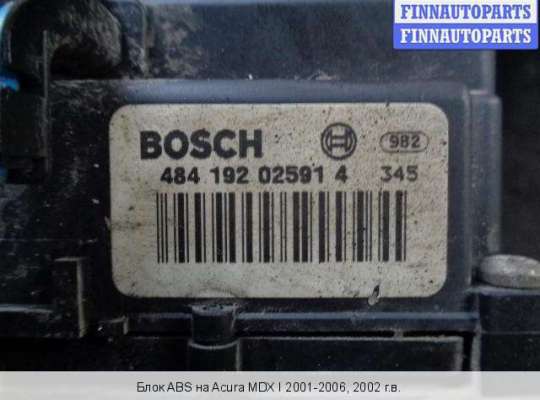 FINNAUTOPARTS
FINNAUTOPARTS
BOSCH 982
484 192 02591 4 345
Блок ABS на Acura MDX I 2001-2006, 2002 г.в.